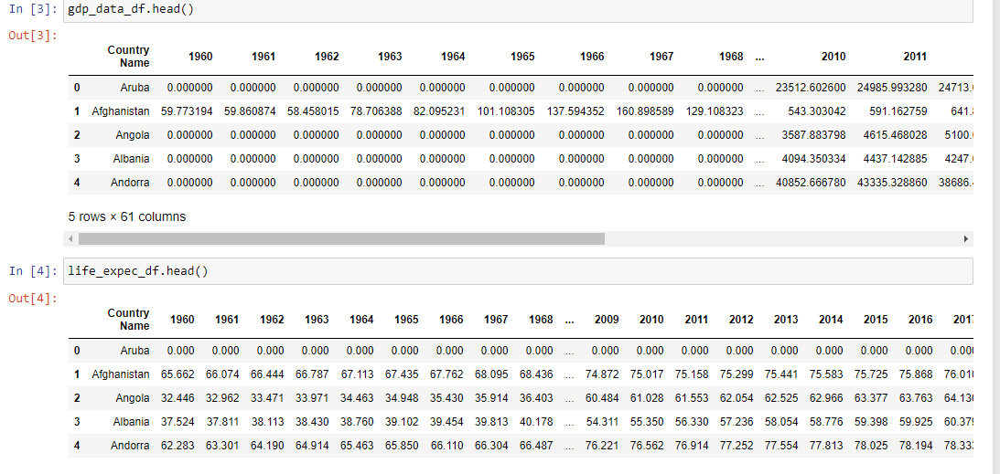 In [3]: gdp_data_df.head()
Out[3]:
Country Name 1960 1961 1962 1963 1964 1965 1966 1967 1968 ... 2010 2011
0 Aruba 0.000000 0.000000 0.000000 0.000000 0.000000 0.000000 0.000000 0.000000 0.000000 ... 23512.602600 24985.993280 24713.
1 Afghanistan 59.773194 59.860874 58.458015 78.706388 82.095231 101.108305 137.594352 160.898589 129.108323 ... 543.303042 591.162759 641.
2 Angola 0.000000 0.000000 0.000000 0.000000 0.000000 0.000000 0.000000 0.000000 0.000000 ... 3587.883798 4615.468028 5100.
3 Albania 0.000000 0.000000 0.000000 0.000000 0.000000 0.000000 0.000000 0.000000 0.000000 ... 4094.350334 4437.142885 4247.
4 Andorra 0.000000 0.000000 0.000000 0.000000 0.000000 0.000000 0.000000 0.000000 0.000000 ... 40852.666780 43335.328860 38686.
5 rows × 61 columns
In [4]: life_expec_df.head()
Out[4]:
Country Name 1960 1961 1962 1963 1964 1965 1966 1967 1968 ... 2009 2010 2011 2012 2013 2014 2015 2016 2017
0 Aruba 0.000 0.000 0.000 0.000 0.000 0.000 0.000 0.000 0.000 ... 0.000 0.000 0.000 0.000 0.000 0.000 0.000 0.000 0.000
1 Afghanistan 65.662 66.074 66.444 66.787 67.113 67.435 67.762 68.095 68.436 ... 74.872 75.017 75.158 75.299 75.441 75.583 75.725 75.868 76.01
2 Angola 32.446 32.962 33.471 33.971 34.463 34.948 35.430 35.914 36.403 ... 60.484 61.028 61.553 62.054 62.525 62.966 63.377 63.763 64.13
3 Albania 37.524 37.811 38.113 38.430 38.760 39.102 39.454 39.813 40.178 ... 54.311 55.350 56.330 57.236 58.054 58.776 59.398 59.925 60.37
4 Andorra 62.283 63.301 64.190 64.914 65.463 65.850 66.110 66.304 66.487 ... 76.221 76.562 76.914 77.252 77.554 77.813 78.025 78.194 78.33